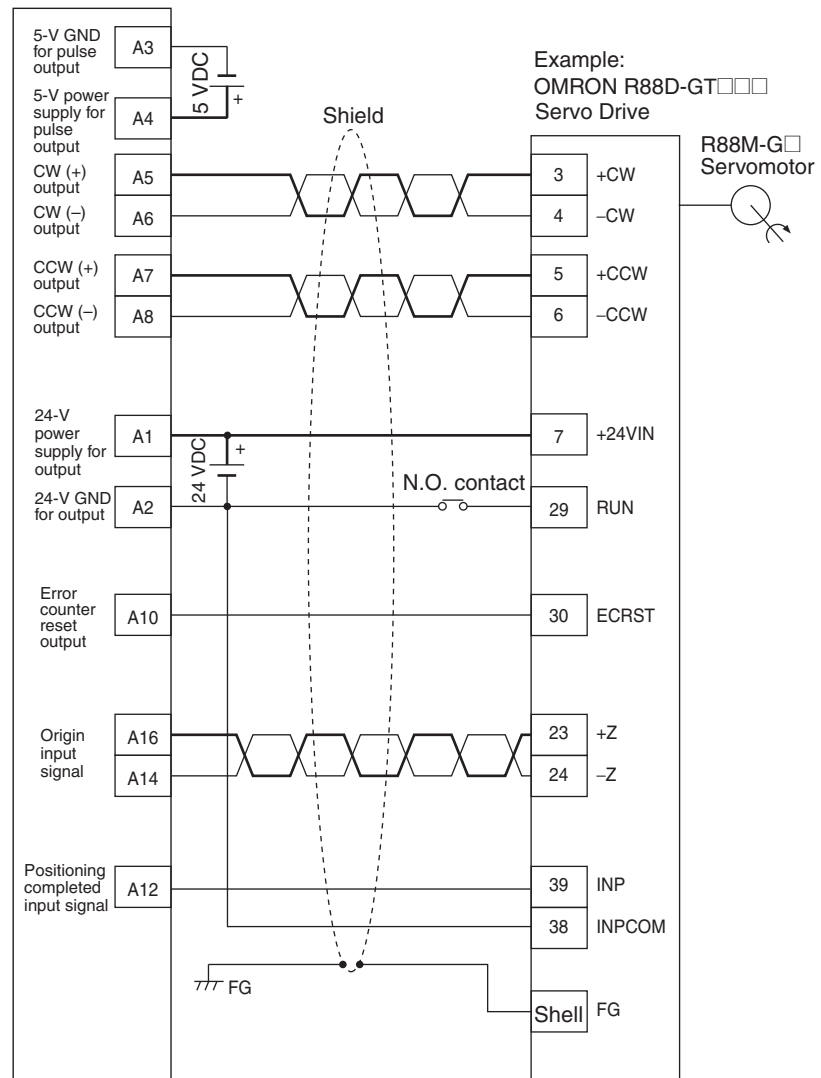 5-V GND
for pulse
output
A3
5 VDC
+
5-V power
supply for
pulse
output
A4
Shield
Example:
OMRON R88D-GT□□□
Servo Drive
R88M-G□
Servomotor
CW (+)
output
A5
3
+CW
CW (–)
output
A6
4
–CW
CCW (+)
output
A7
5
+CCW
CCW (–)
output
A8
6
–CCW
24-V
power
supply for
output
A1
24 VDC
+
7
+24VIN
24-V GND
for output
A2
N.O. contact
29
RUN
Error
counter
reset
output
A10
30
ECRST
Origin
input
signal
A16
23
+Z
A14
24
–Z
Positioning
completed
input signal
A12
39
INP
38
INPCOM
FG
Shell
FG